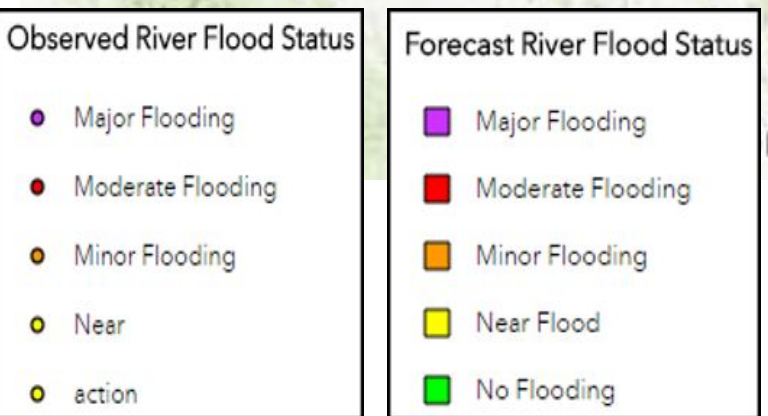 Observed River Flood Status
Major Flooding
Moderate Flooding
Minor Flooding
Near
action
Forecast River Flood Status
Major Flooding
Moderate Flooding
Minor Flooding
Near Flood
No Flooding